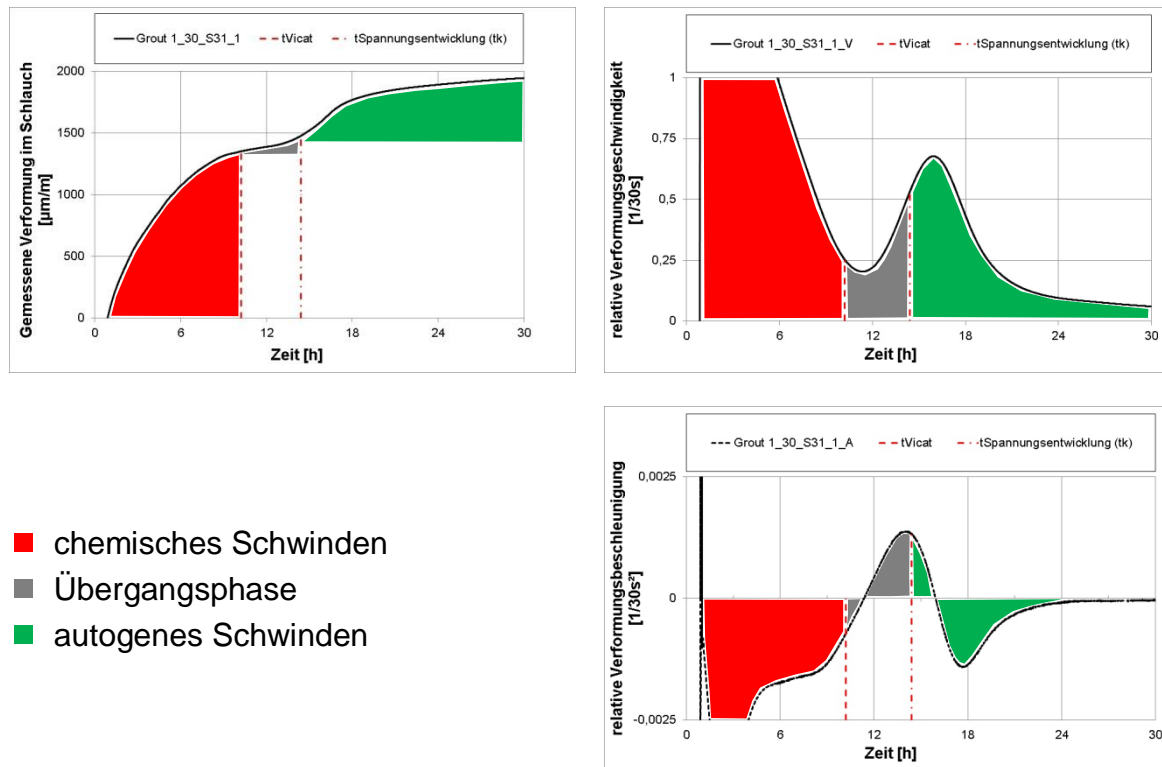 Grout 1_30_S31_1 tVicat tSpannungsentwicklung (tk)
Gemessene Verformung im Schlauch
[µm/m]
2000
1500
1000
500
0
0 6 12 18 24 30
Zeit [h]
Grout 1_30_S31_1_V tVicat tSpannungsentwicklung (tk)
relative Verformungsgeschwindigkeit
[1/30s]
1
0,75
0,5
0,25
0
0 6 12 18 24 30
Zeit [h]
chemisches Schwinden
Übergangsphase
autogenes Schwinden
Grout 1_30_S31_1_A tVicat tSpannungsentwicklung (tk)
relative Verformungsbeschleunigung
[1/30s²]
0,0025
0
-0,0025
0 6 12 18 24 30
Zeit [h]